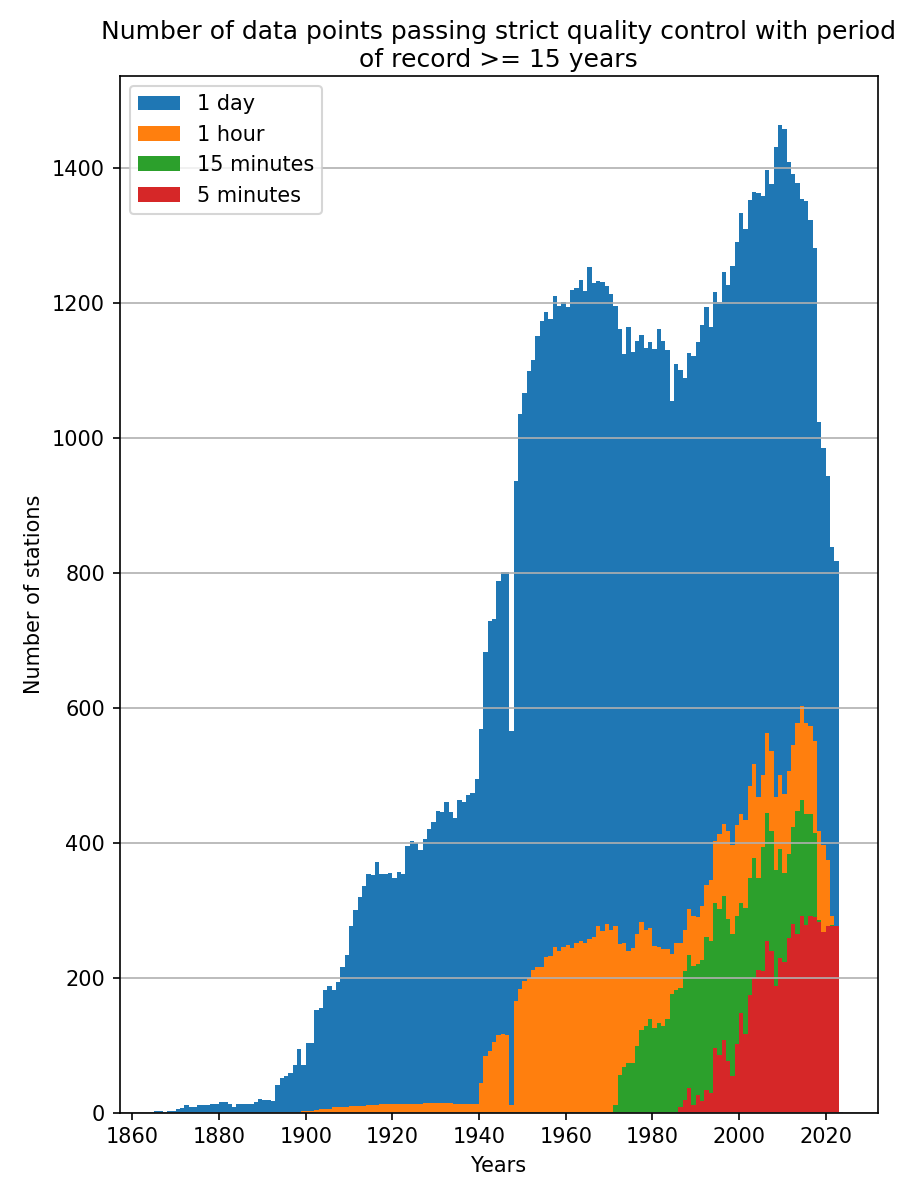 Number of data points passing strict quality control with period
of record >= 15 years
1 day
1 hour
15 minutes
5 minutes
1400
1200
1000
800
600
400
200
0
Number of stations
1860 1880 1900 1920 1940 1960 1980 2000 2020
Years